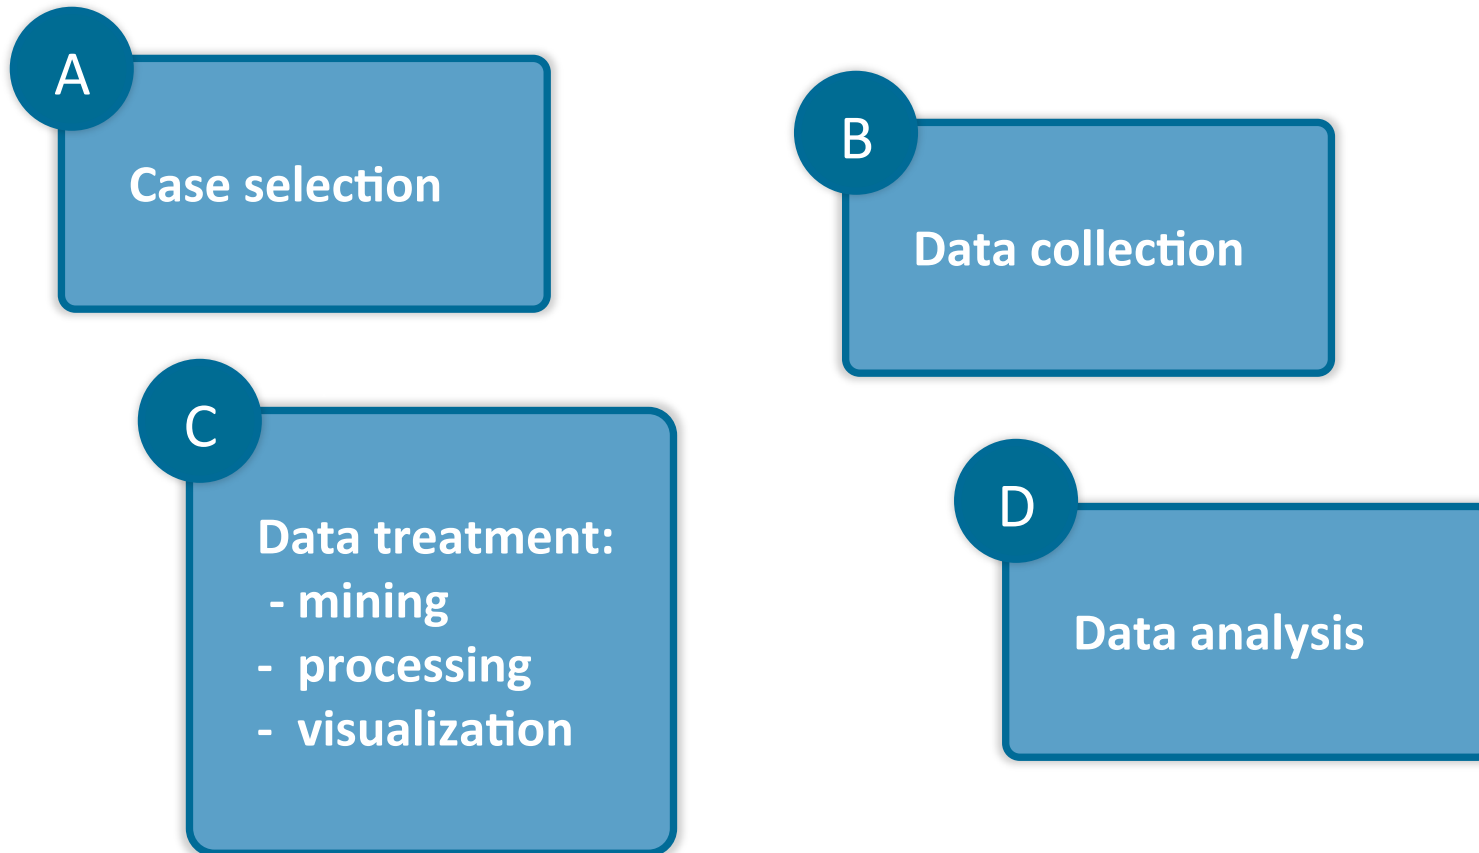 A
Case selection
B
Data collection
C
Data treatment:
- mining
- processing
- visualization
D
Data analysis